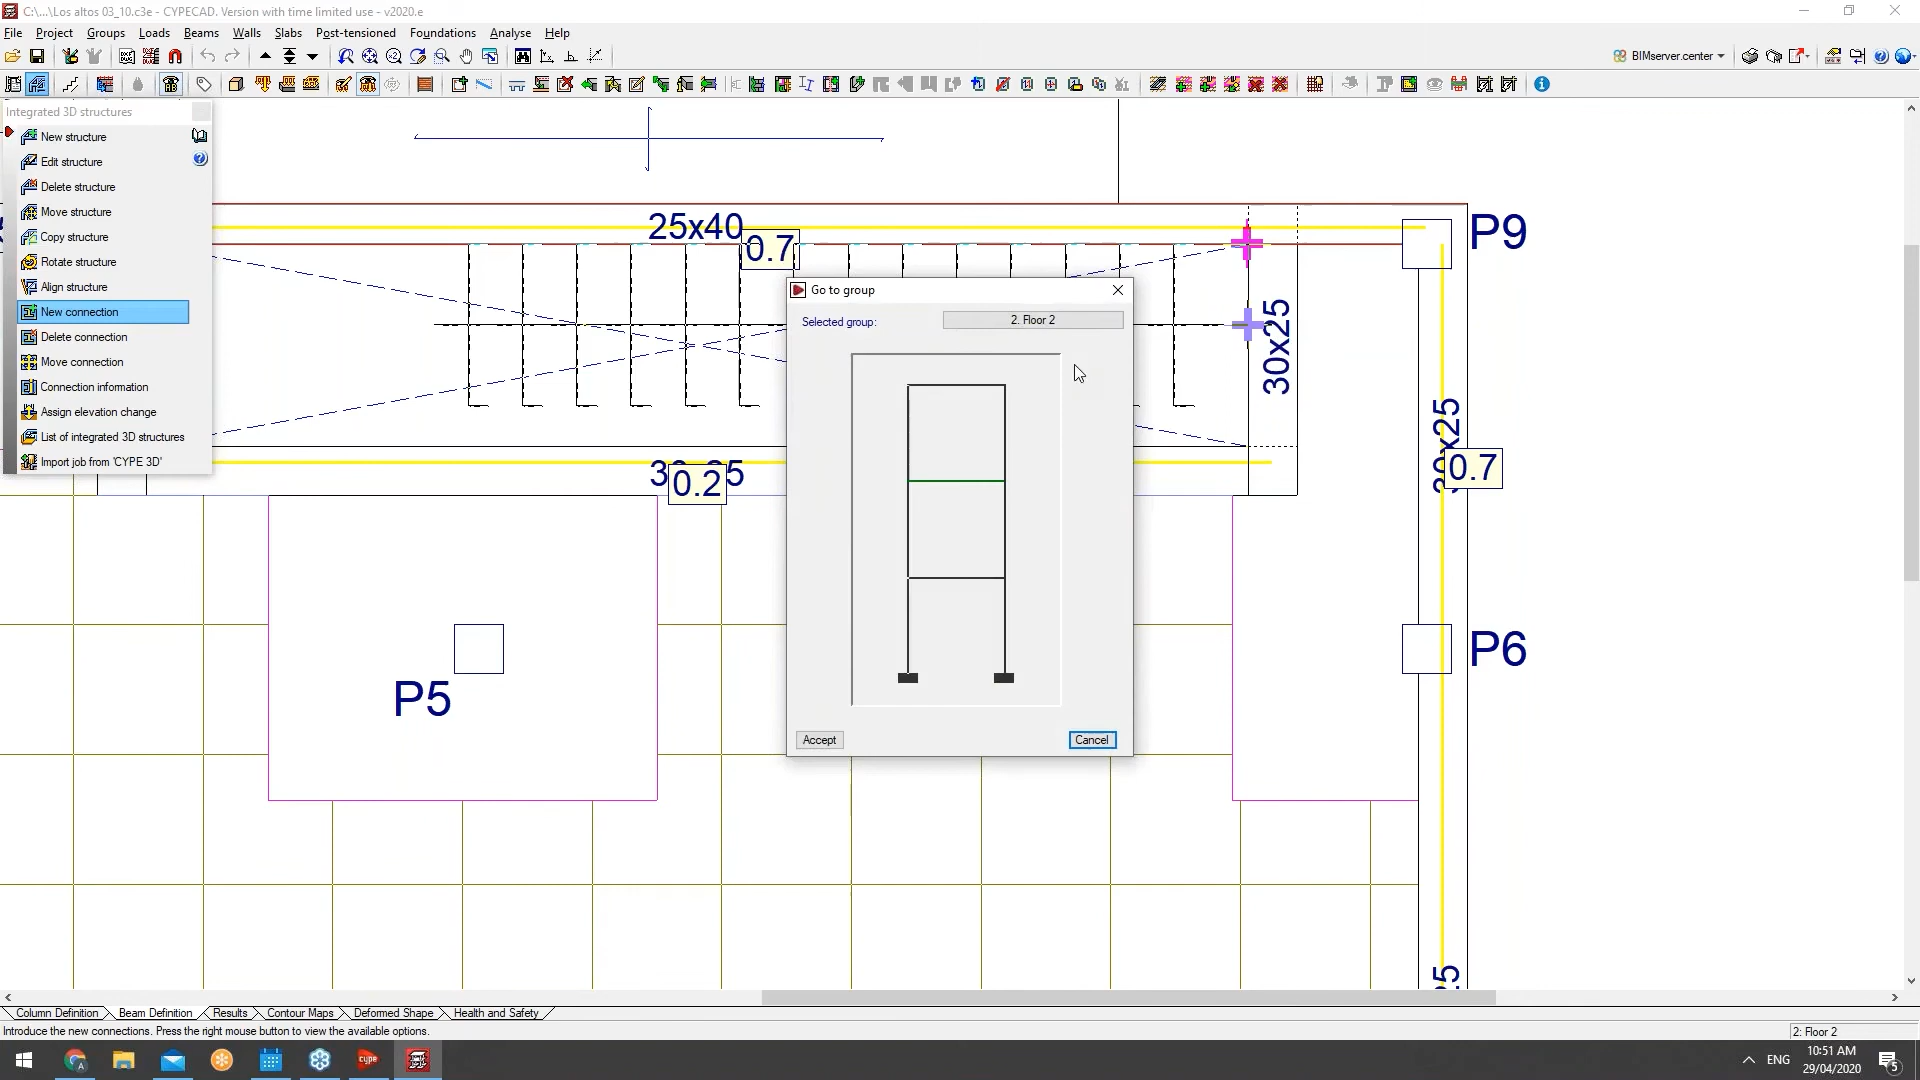 C:\...\Los altos 03_10.c3e - CYPECAD. Version with time limited use - v2020.e
File Project Groups Loads Beams Walls Slabs Post-tensioned Foundations Analyse Help
BIMserver.center
Integrated 3D structures
New structure
Edit structure
Delete structure
Move structure
Copy structure
Rotate structure
Align structure
New connection
Delete connection
Move connection
Connection information
Assign elevation change
List of integrated 3D structures
Import job from 'CYPE 3D'
25x40
0.7
P9
Go to group
Selected group:
2. Floor 2
30x25
0.7
0.2
P5
P6
Accept
Cancel
Column Definition Beam Definition Results Contour Maps Deformed Shape Health and Safety
Introduce the new connections. Press the right mouse button to view the available options.
2: Floor 2
cype
ENG
10:51 AM
29/04/2020
5